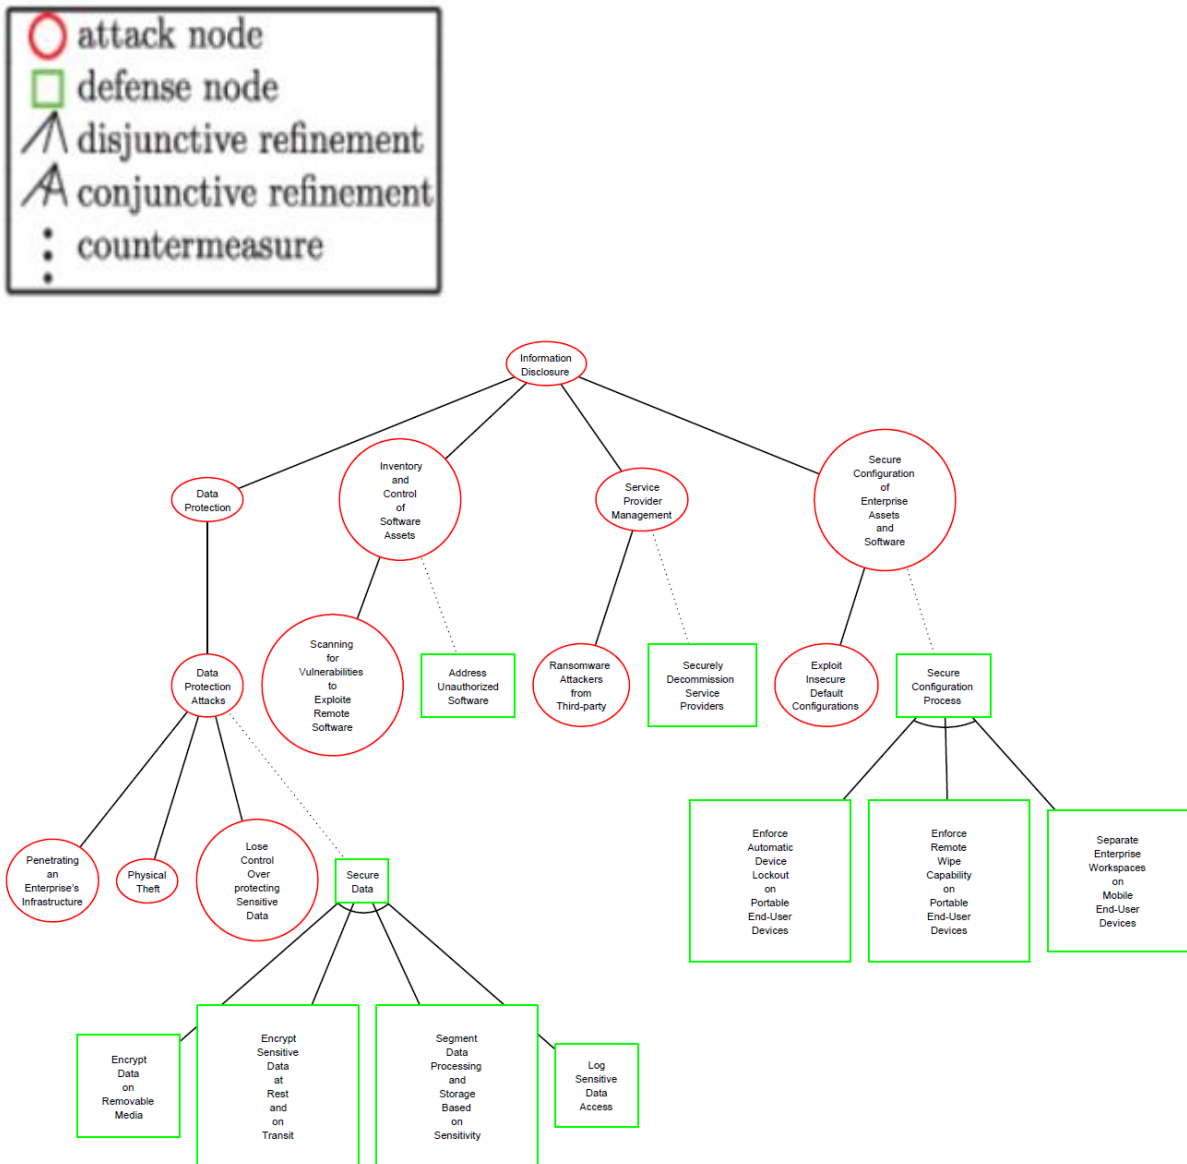 attack node
defense node
disjunctive refinement
conjunctive refinement
countermeasure
Information
Disclosure
Data
Protection
Inventory
and
Control
of
Software
Assets
Service
Provider
Management
Secure
Configuration
of
Enterprise
Assets
and
Software
Data
Protection
Attacks
Scanning
for
Vulnerabilities
to
Exploite
Remote
Software
Address
Unauthorized
Software
Ransomware
Attackers
from
Third-party
Securely
Decommission
Service
Providers
Exploit
Insecure
Default
Configurations
Secure
Configuration
Process
Penetrating
an
Enterprise's
Infrastructure
Physical
Theft
Lose
Control
Over
protecting
Sensitive
Data
Secure
Data
Enforce
Automatic
Device
Lockout
on
Portable
End-User
Devices
Enforce
Remote
Wipe
Capability
on
Portable
End-User
Devices
Separate
Enterprise
Workspaces
on
Mobile
End-User
Devices
Encrypt
Data
on
Removable
Media
Encrypt
Sensitive
Data
at
Rest
and
on
Transit
Segment
Data
Processing
and
Storage
Based
on
Sensitivity
Log
Sensitive
Data
Access